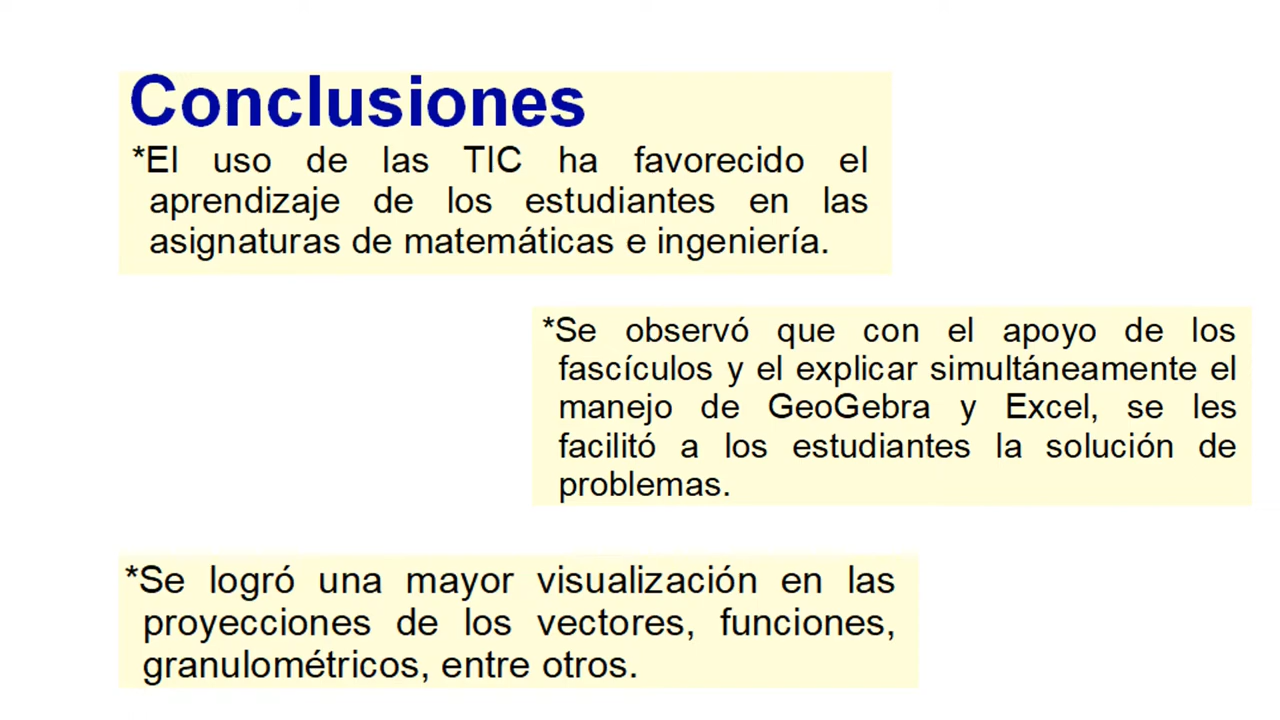 Conclusiones
*El uso de las TIC ha favorecido el
aprendizaje de los estudiantes en las
asignaturas de matemáticas e ingeniería.
*Se observó que con el apoyo de los
fascículos y el explicar simultáneamente el
manejo de GeoGebra y Excel, se les
facilitó a los estudiantes la solución de
problemas.
*Se logró una mayor visualización en las
proyecciones de los vectores, funciones,
granulométricos, entre otros.